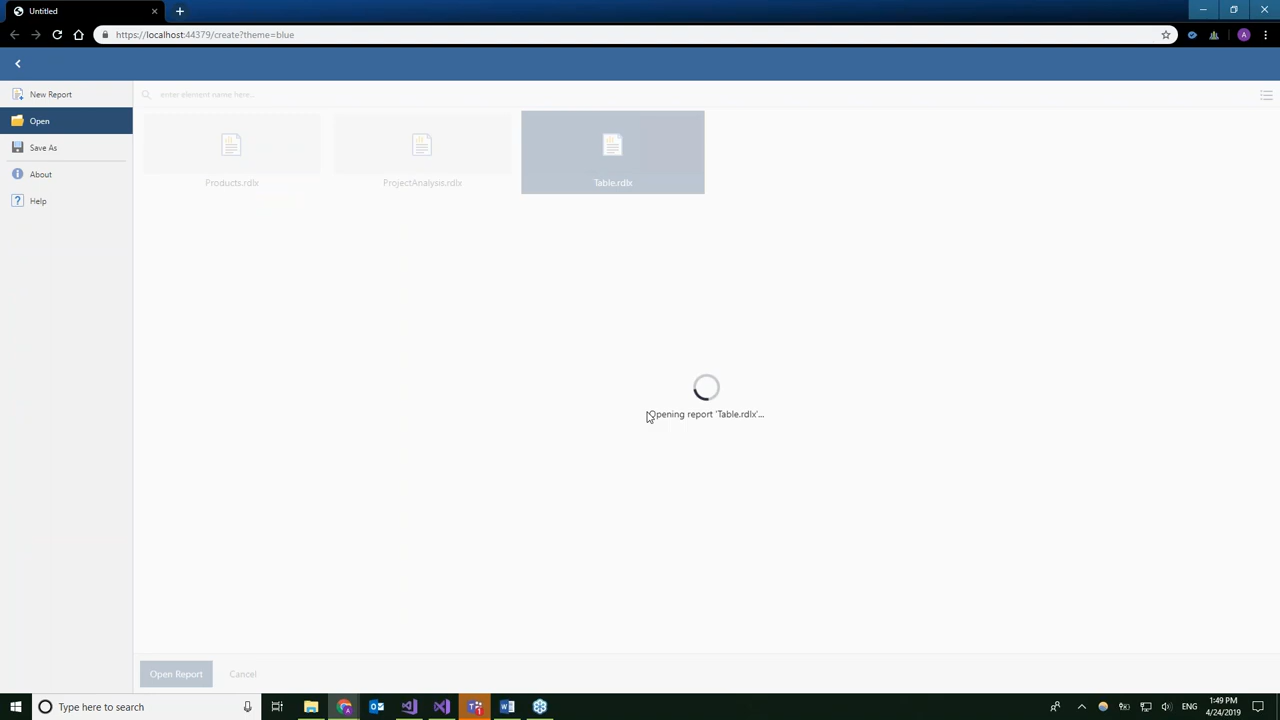 Untitled
https://localhost:44379/create?theme=blue
A
New Report
Open
Save As
About
Help
enter element name here...
Products.rdlx
ProjectAnalysis.rdlx
Table.rdlx
Opening report 'Table.rdlx'...
Open Report
Cancel
Type here to search
ENG
1:49 PM
4/24/2019